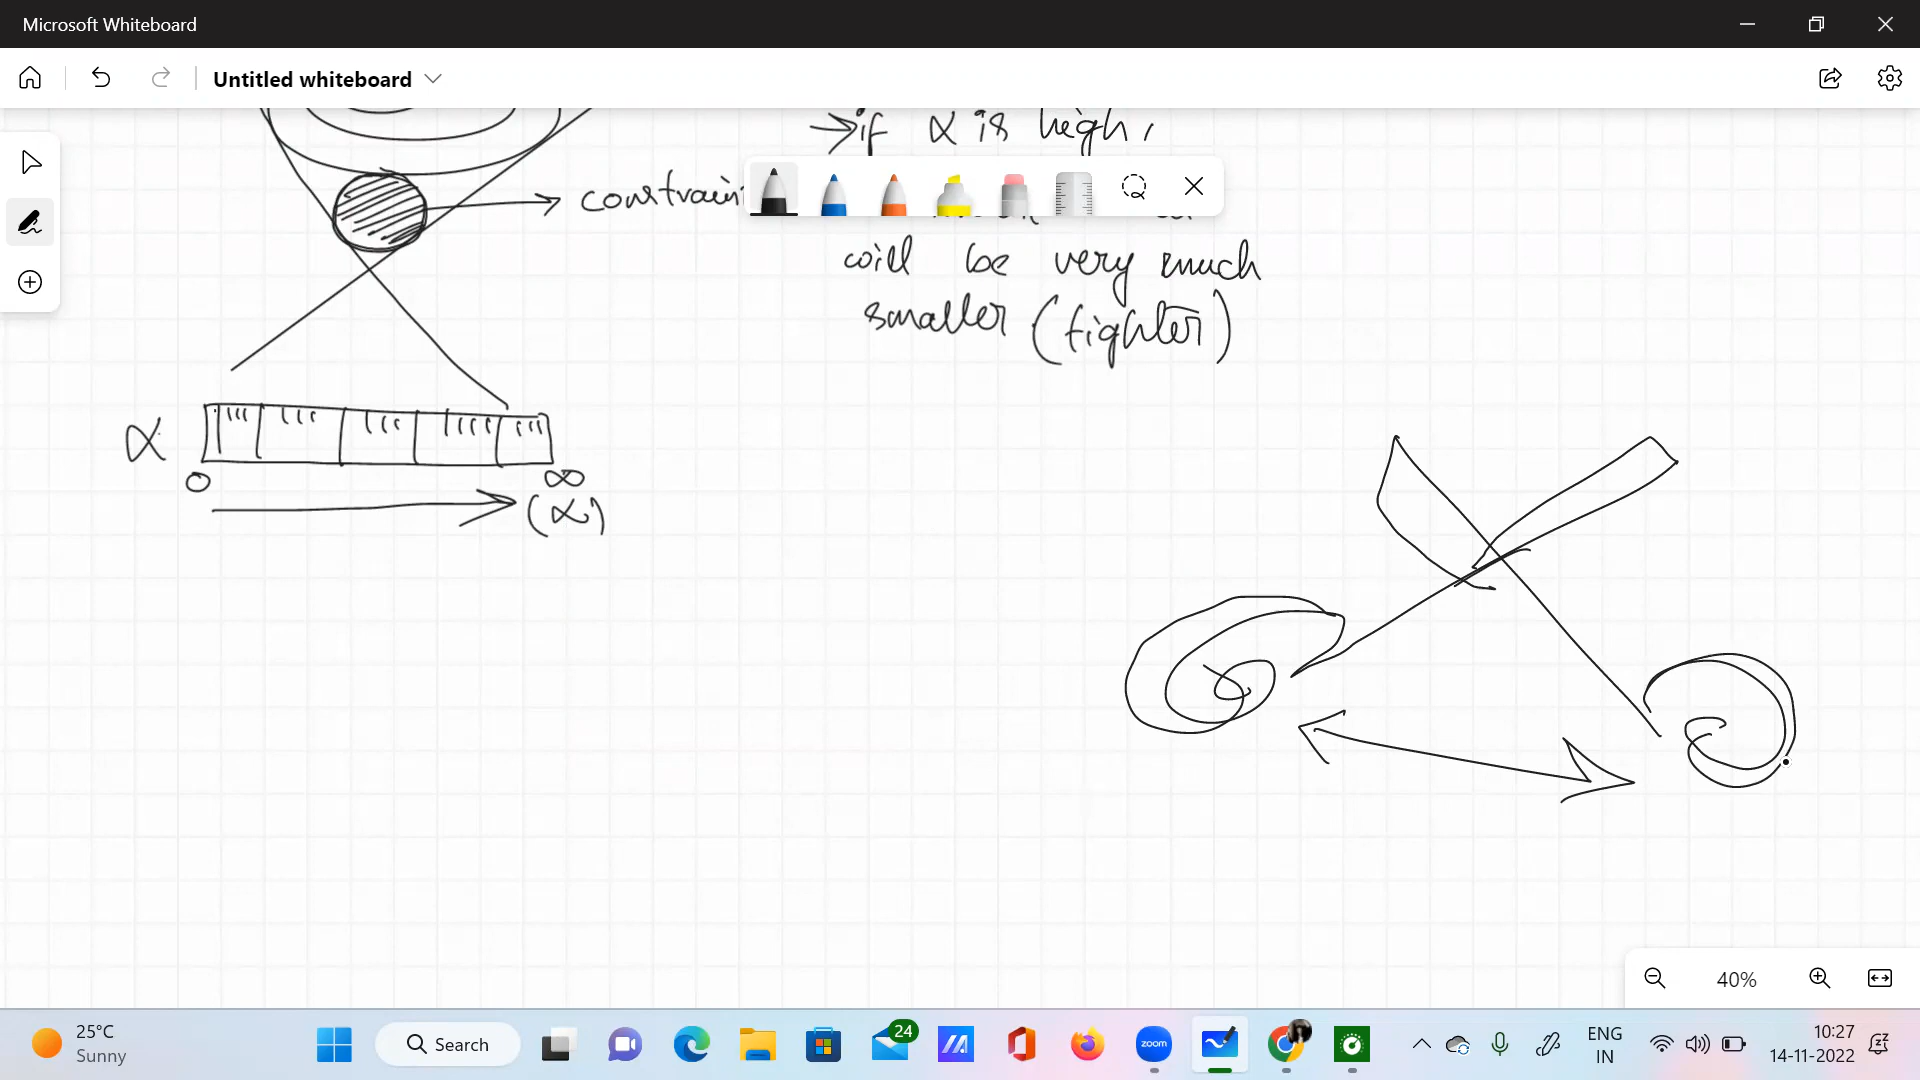 Microsoft Whiteboard
Untitled whiteboard
→ if α is high,
→ constrain
will be very much
smaller (tighter)
α
0
∞
(α)
40%
25°C
Sunny
Search
24
zoom
ENG
IN
10:27
14-11-2022